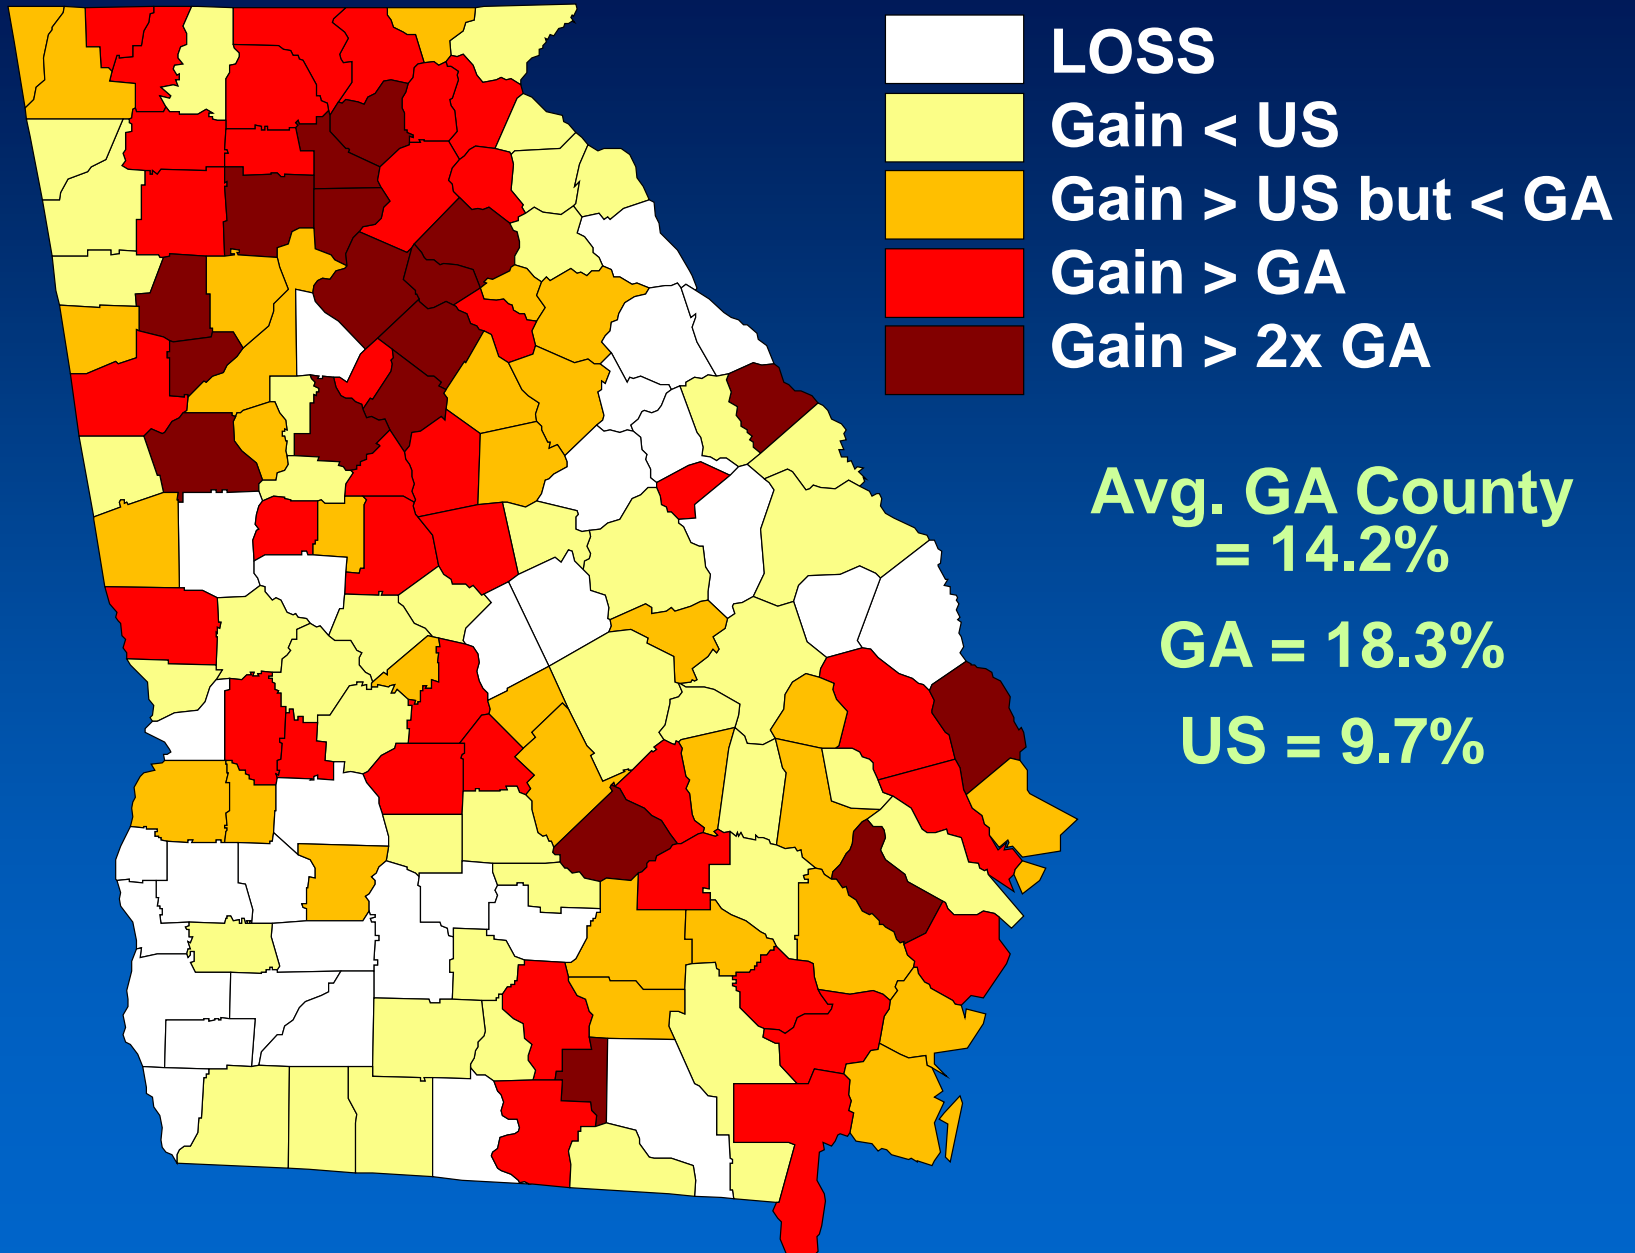 LOSS
Gain < US
Gain > US but < GA
Gain > GA
Gain > 2x GA
Avg. GA County
= 14.2%
GA = 18.3%
US = 9.7%